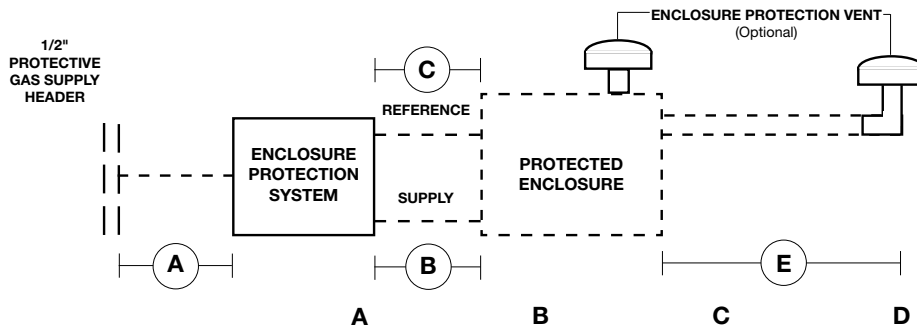 ENCLOSURE PROTECTION VENT
(Optional)
1/2"
PROTECTIVE
GAS SUPPLY
HEADER
C
REFERENCE
ENCLOSURE
PROTECTION
SYSTEM
PROTECTED
ENCLOSURE
SUPPLY
A
B
E
A B C D